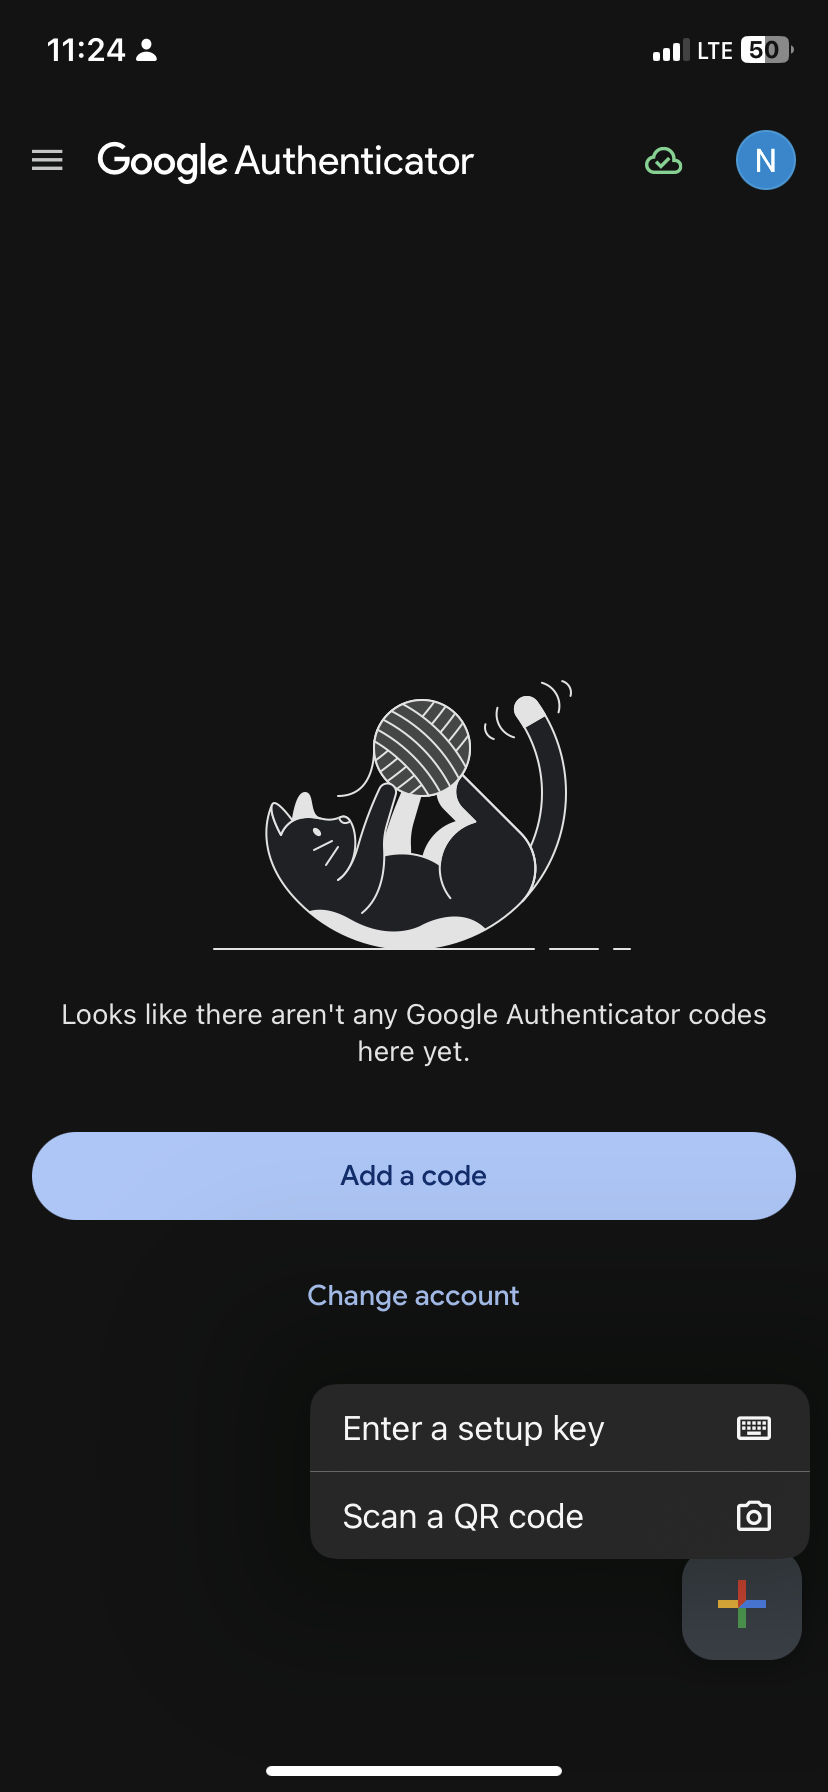 11:24
LTE 50
Google Authenticator
N
Looks like there aren't any Google Authenticator codes
here yet.
Add a code
Change account
Enter a setup key
Scan a QR code